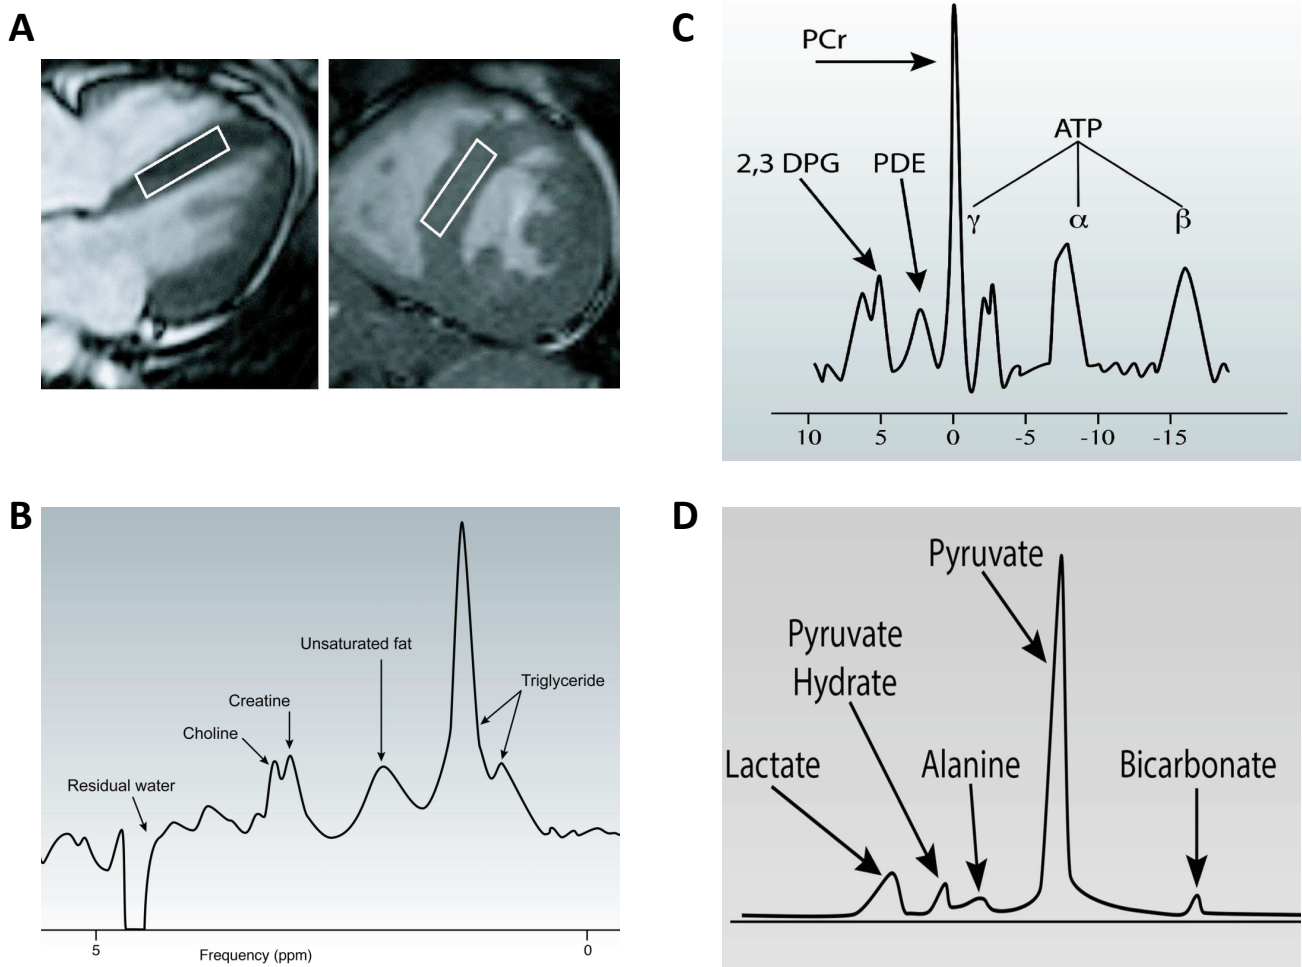 A
B
Unsaturated fat
Triglyceride
Creatine
Choline
Residual water
5
0
Frequency (ppm)
C
PCr
ATP
2,3 DPG
PDE
γ
α
β
10
5
0
-5
-10
-15
D
Pyruvate
Pyruvate
Hydrate
Lactate
Alanine
Bicarbonate